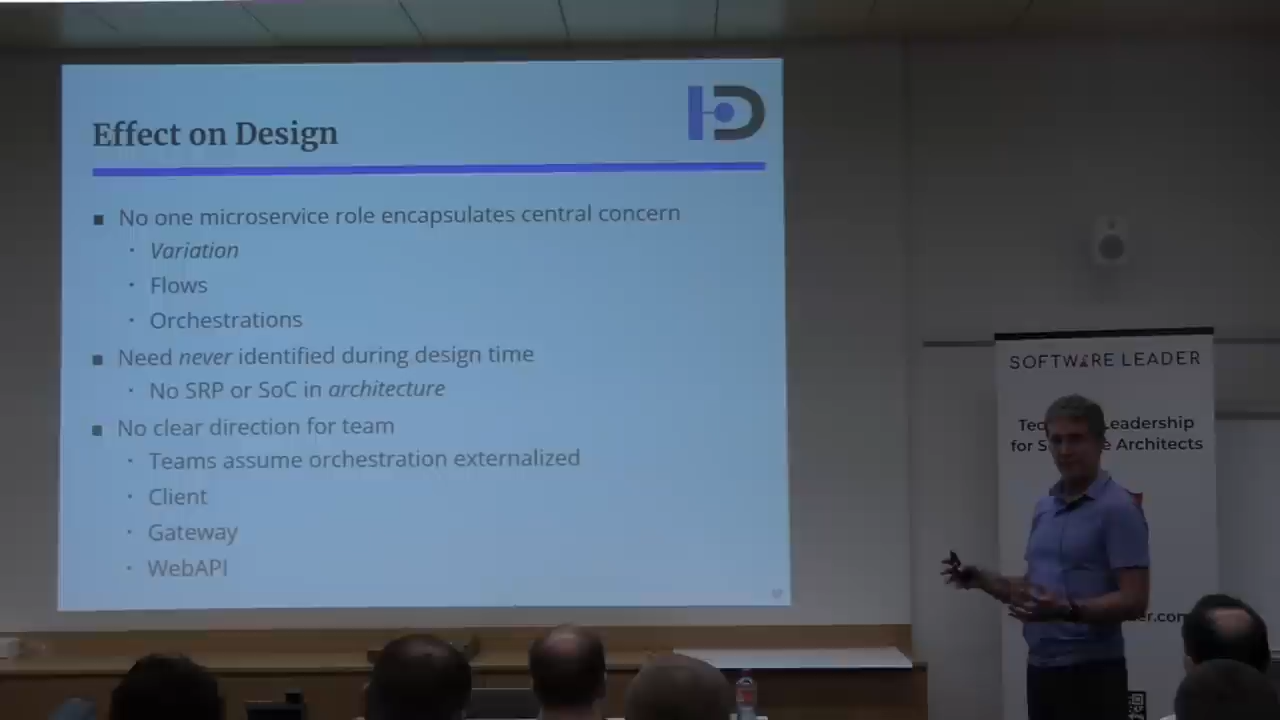 Effect on Design
No one microservice role encapsulates central concern
Variation
Flows
Orchestrations
Need never identified during design time
No SRP or SoC in architecture
No clear direction for team
Teams assume orchestration externalized
Client
Gateway
WebAPI
SOFTWARE LEADER
Leadership
for Architects